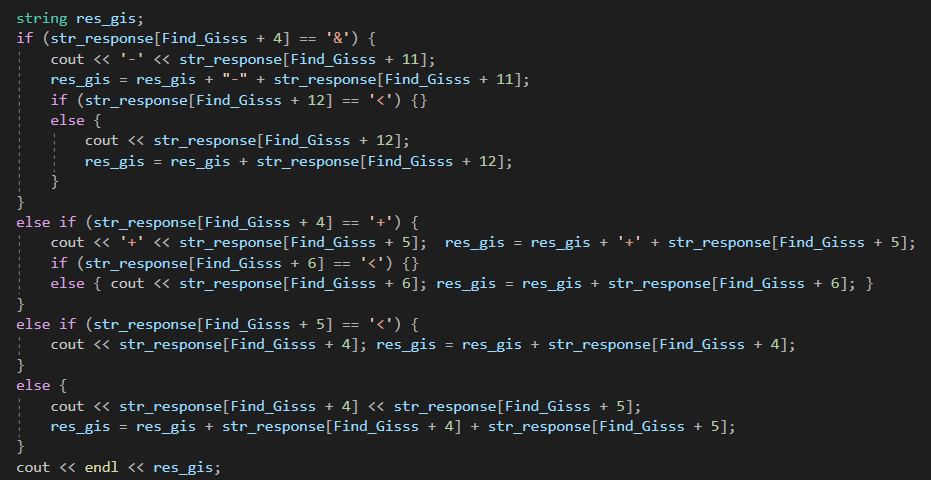 string res_gis;
if (str_response[Find_Gisss + 4] == '&') {
    cout << '-' << str_response[Find_Gisss + 11];
    res_gis = res_gis + "-" + str_response[Find_Gisss + 11];
    if (str_response[Find_Gisss + 12] == '<') {}
    else {
        cout << str_response[Find_Gisss + 12];
        res_gis = res_gis + str_response[Find_Gisss + 12];
    }
}
else if (str_response[Find_Gisss + 4] == '+') {
    cout << '+' << str_response[Find_Gisss + 5];  res_gis = res_gis + '+' + str_response[Find_Gisss + 5];
    if (str_response[Find_Gisss + 6] == '<') {}
    else { cout << str_response[Find_Gisss + 6]; res_gis = res_gis + str_response[Find_Gisss + 6]; }
}
else if (str_response[Find_Gisss + 5] == '<') {
    cout << str_response[Find_Gisss + 4]; res_gis = res_gis + str_response[Find_Gisss + 4];
}
else {
    cout << str_response[Find_Gisss + 4] << str_response[Find_Gisss + 5];
    res_gis = res_gis + str_response[Find_Gisss + 4] + str_response[Find_Gisss + 5];
}
cout << endl << res_gis;